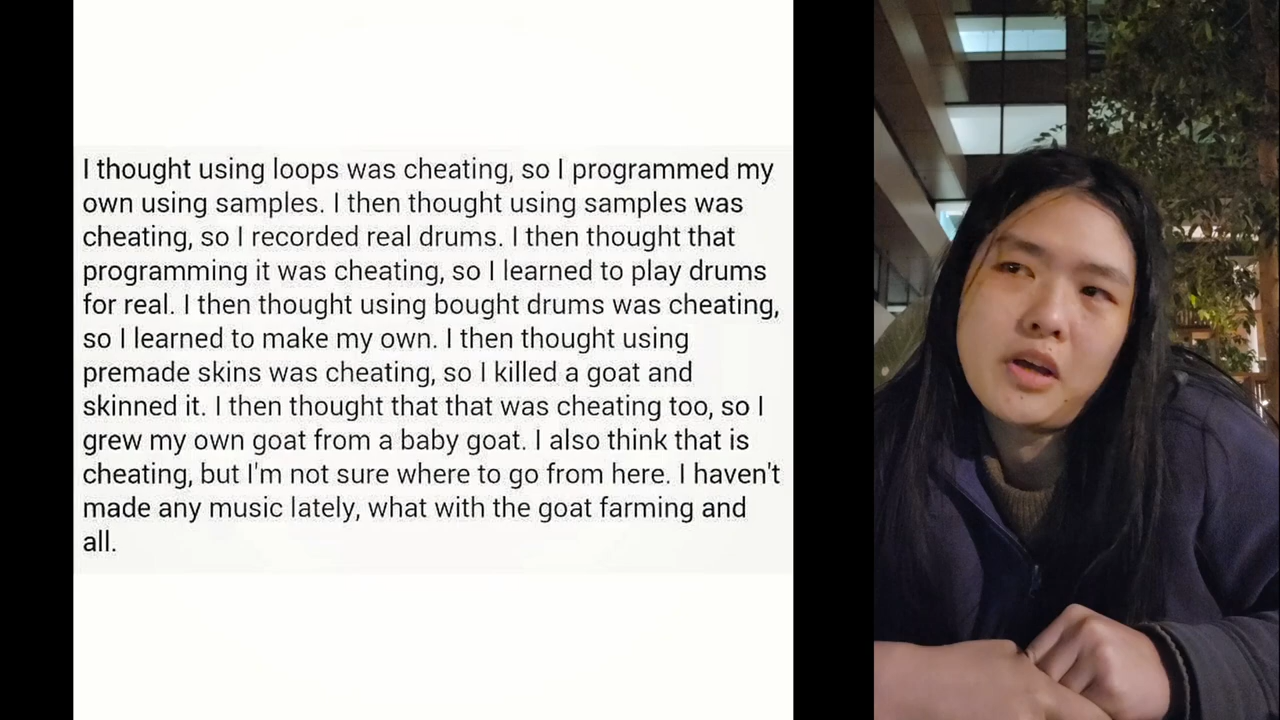 I thought using loops was cheating, so I programmed my
own using samples. I then thought using samples was
cheating, so I recorded real drums. I then thought that
programming it was cheating, so I learned to play drums
for real. I then thought using bought drums was cheating,
so I learned to make my own. I then thought using
premade skins was cheating, so I killed a goat and
skinned it. I then thought that that was cheating too, so I
grew my own goat from a baby goat. I also think that is
cheating, but I'm not sure where to go from here. I haven't
made any music lately, what with the goat farming and
all.